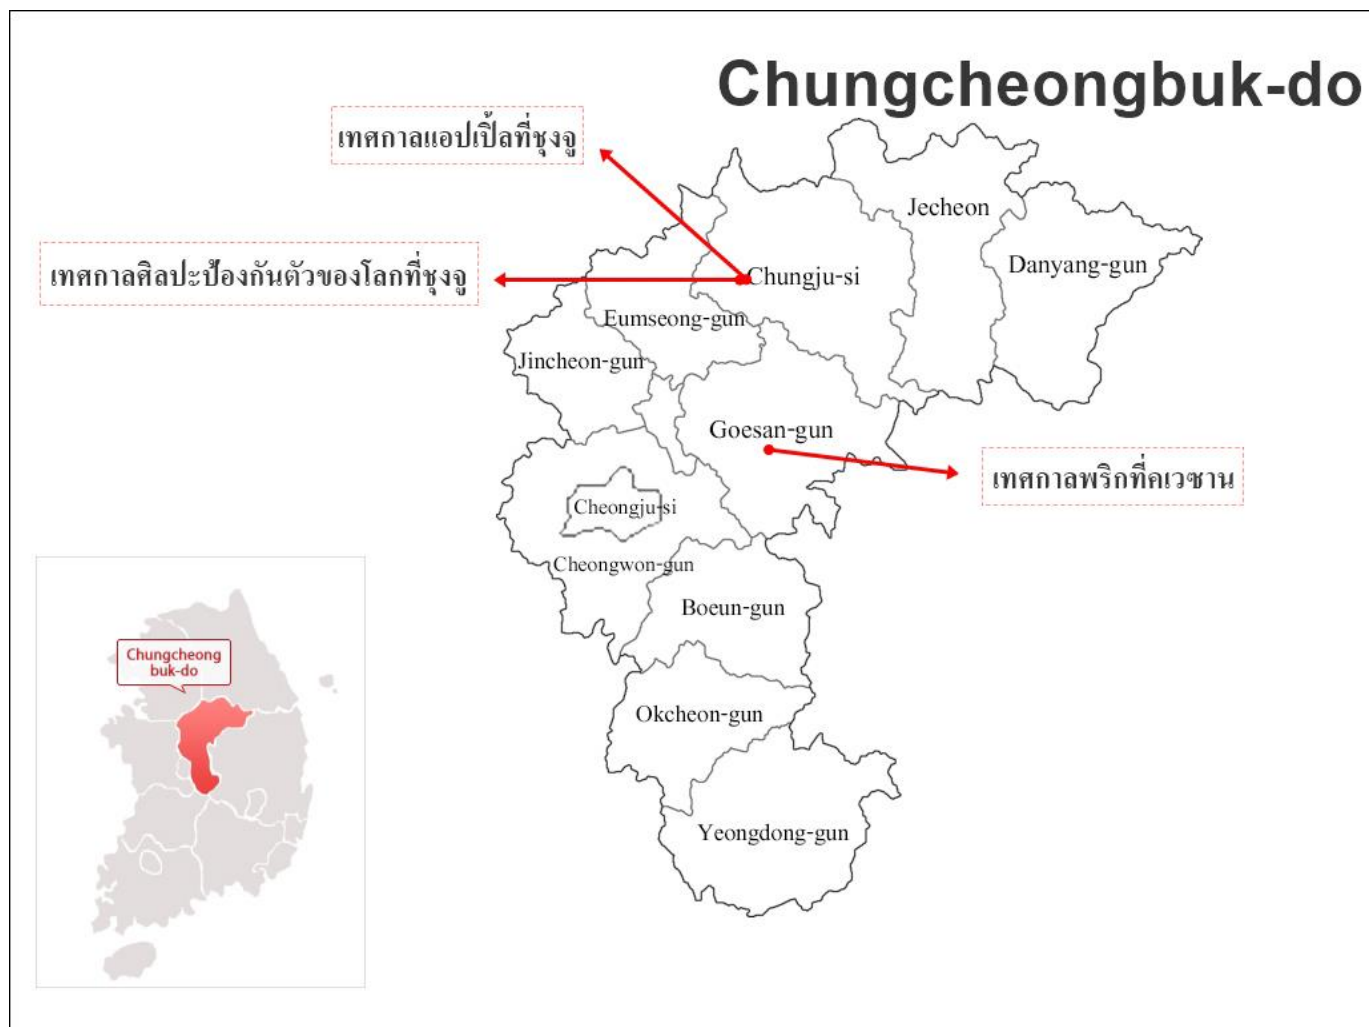 Chungcheongbuk-do
เทศกาลแอปเปิ้ลที่ชุงจู
Jecheon
เทศกาลศิลปะป้องกันตัวของโลกที่ชุงจู
Chungju-si
Danyang-gun
Eumseong-gun
Jincheon-gun
Goesan-gun
เทศกาลพริกที่คเวซาน
Cheongju-si
Cheongwon-gun
Boeun-gun
Chungcheong
buk-do
Okcheon-gun
Yeongdong-gun